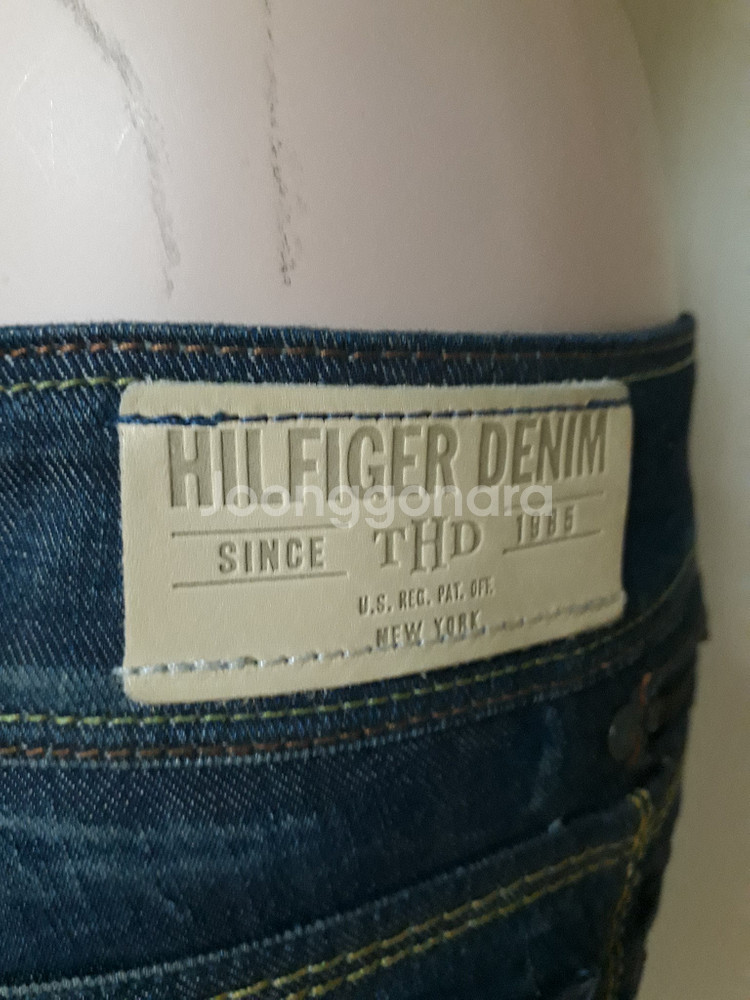 HILFIGER DENIM
Joonggonara
SINCE THD 1985
U.S. REG. PAT. OFF.
NEW YORK